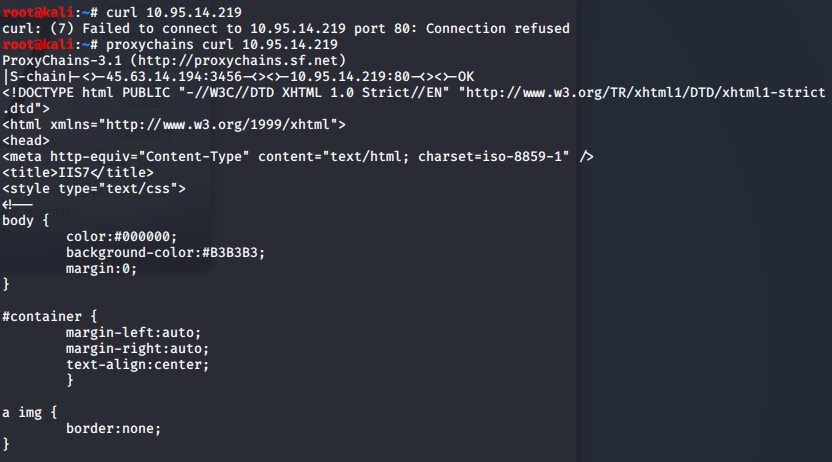 root@kali:~# curl 10.95.14.219
curl: (7) Failed to connect to 10.95.14.219 port 80: Connection refused
root@kali:~# proxychains curl 10.95.14.219
ProxyChains-3.1 (http://proxychains.sf.net)
|S-chain|-<>-45.63.14.194:3456-<><>-10.95.14.219:80-<><>-OK
<!DOCTYPE html PUBLIC "-//W3C//DTD XHTML 1.0 Strict//EN" "http://www.w3.org/TR/xhtml1/DTD/xhtml1-strict
.dtd">
<html xmlns="http://www.w3.org/1999/xhtml">
<head>
<meta http-equiv="Content-Type" content="text/html; charset=iso-8859-1" />
<title>IIS7</title>
<style type="text/css">
<!--
body {
        color:#000000;
        background-color:#B3B3B3;
        margin:0;
}

#container {
        margin-left:auto;
        margin-right:auto;
        text-align:center;
        }

a img {
        border:none;
}